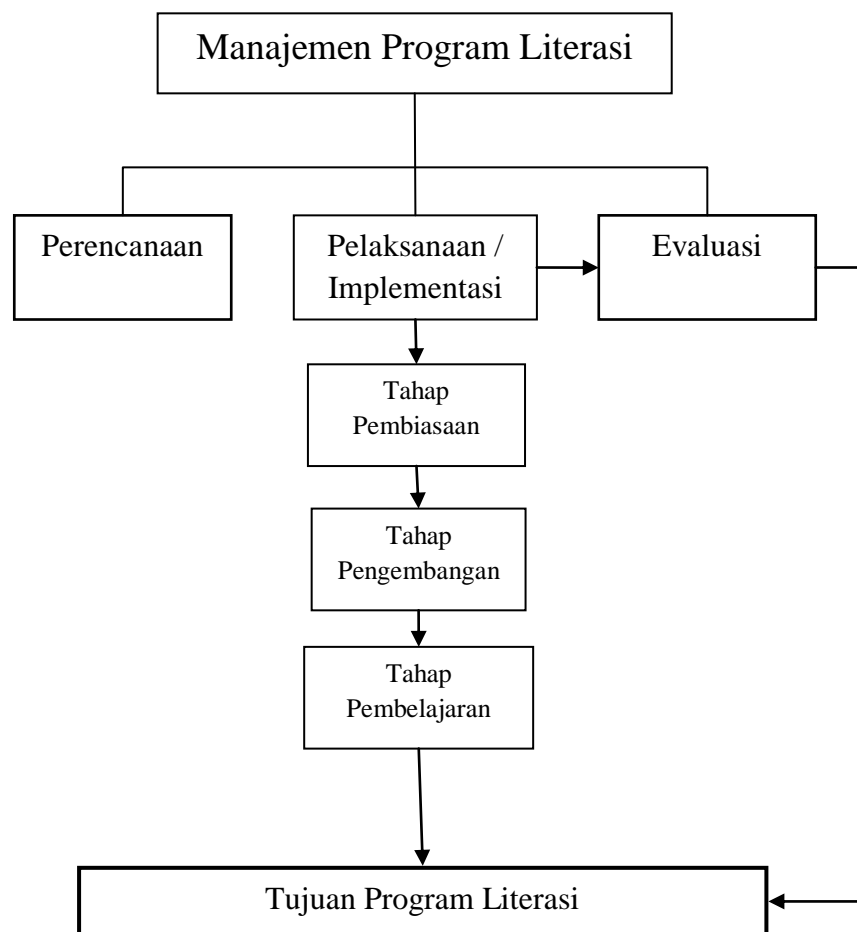 Manajemen Program Literasi
Perencanaan
Pelaksanaan /
Implementasi
Evaluasi
Tahap
Pembiasaan
Tahap
Pengembangan
Tahap
Pembelajaran
Tujuan Program Literasi